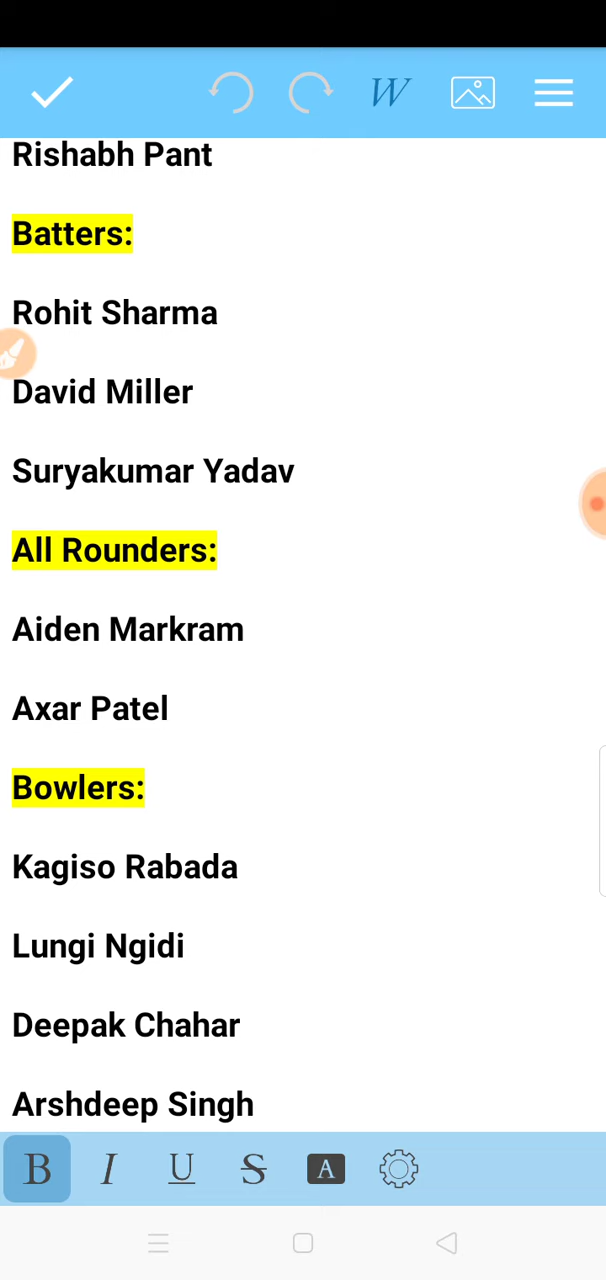 W
Rishabh Pant
Batters:
Rohit Sharma
David Miller
Suryakumar Yadav
All Rounders:
Aiden Markram
Axar Patel
Bowlers:
Kagiso Rabada
Lungi Ngidi
Deepak Chahar
Arshdeep Singh
B I U S A